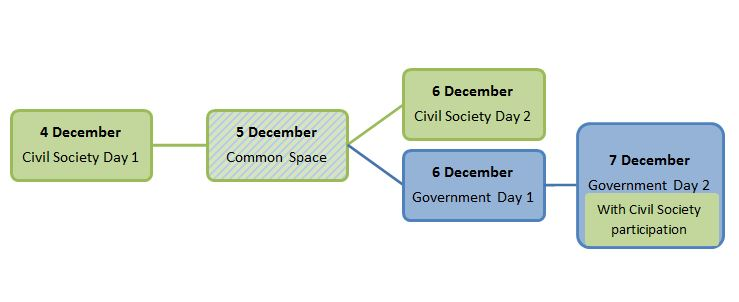 4 December
Civil Society Day 1
5 December
Common Space
6 December
Civil Society Day 2
6 December
Government Day 1
7 December
Government Day 2
With Civil Society
participation